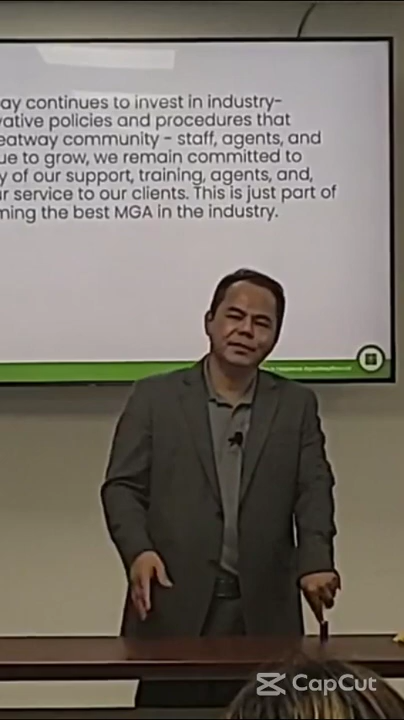 ay continues to invest in industry-
vative policies and procedures that
eatway community - staff, agents, and
ue to grow, we remain committed to
y of our support, training, agents, and,
r service to our clients. This is just part of
ming the best MGA in the industry.
CapCut